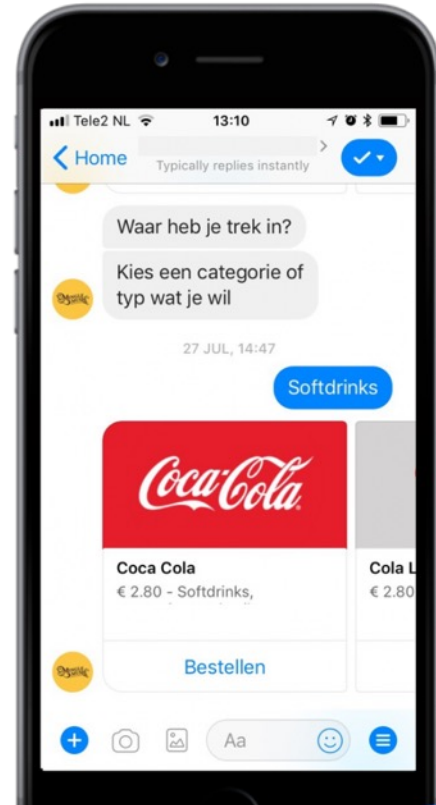 Tele2 NL 13:10
Home
Typically replies instantly
Waar heb je trek in?
Kies een categorie of
typ wat je wil
27 JUL, 14:47
Softdrinks
Coca-Cola
Coca Cola
€ 2.80 - Softdrinks,
Cola L
€ 2.80
Bestellen
Aa